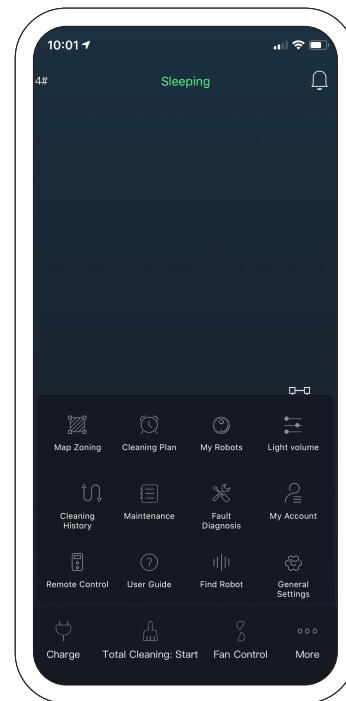 10:01
4#
Sleeping
Map Zoning
Cleaning Plan
My Robots
Light volume
Cleaning
History
Maintenance
Fault
Diagnosis
My Account
Remote Control
User Guide
Find Robot
General
Settings
Charge
Total Cleaning: Start
Fan Control
More